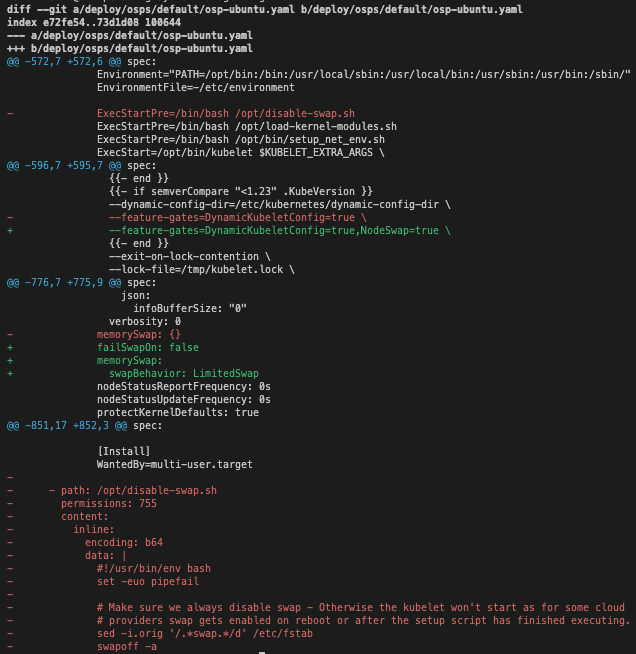 diff --git a/deploy/osps/default/osp-ubuntu.yaml b/deploy/osps/default/osp-ubuntu.yaml
index e72fe54..73d1d08 100644
--- a/deploy/osps/default/osp-ubuntu.yaml
+++ b/deploy/osps/default/osp-ubuntu.yaml
@@ -572,7 +572,6 @@ spec:
               Environment="PATH=/opt/bin:/bin:/usr/local/sbin:/usr/local/bin:/usr/sbin:/usr/bin:/sbin/"
               EnvironmentFile=-/etc/environment

-              ExecStartPre=/bin/bash /opt/disable-swap.sh
               ExecStartPre=/bin/bash /opt/load-kernel-modules.sh
               ExecStartPre=/bin/bash /opt/bin/setup_net_env.sh
               ExecStart=/opt/bin/kubelet $KUBELET_EXTRA_ARGS \
@@ -596,7 +595,7 @@ spec:
                 {{- end }}
                 {{- if semverCompare "<1.23" .KubeVersion }}
                 --dynamic-config-dir=/etc/kubernetes/dynamic-config-dir \
-                --feature-gates=DynamicKubeletConfig=true \
+                --feature-gates=DynamicKubeletConfig=true,NodeSwap=true \
                 {{- end }}
                 --exit-on-lock-contention \
                 --lock-file=/tmp/kubelet.lock \
@@ -776,7 +775,9 @@ spec:
                   json:
                     infoBufferSize: "0"
                 verbosity: 0
-              memorySwap: {}
+              failSwapOn: false
+              memorySwap:
+                swapBehavior: LimitedSwap
               nodeStatusReportFrequency: 0s
               nodeStatusUpdateFrequency: 0s
               protectKernelDefaults: true
@@ -851,17 +852,3 @@ spec:

               [Install]
               WantedBy=multi-user.target
-
-      - path: /opt/disable-swap.sh
-        permissions: 755
-        content:
-          inline:
-            encoding: b64
-            data: |
-              #!/usr/bin/env bash
-              set -euo pipefail
-
-              # Make sure we always disable swap - Otherwise the kubelet won't start as for some cloud
-              # providers swap gets enabled on reboot or after the setup script has finished executing.
-              sed -i.orig '/.*swap.*/d' /etc/fstab
-              swapoff -a